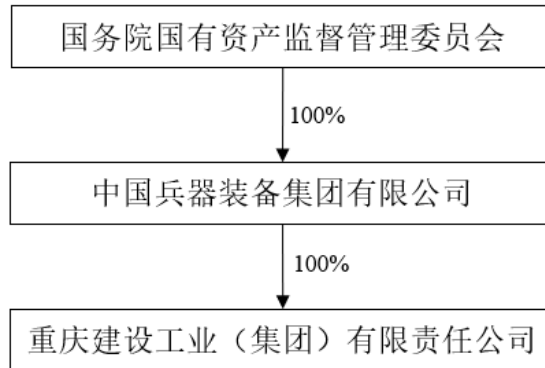 国务院国有资产监督管理委员会
100%
中国兵器装备集团有限公司
100%
重庆建设工业（集团）有限责任公司